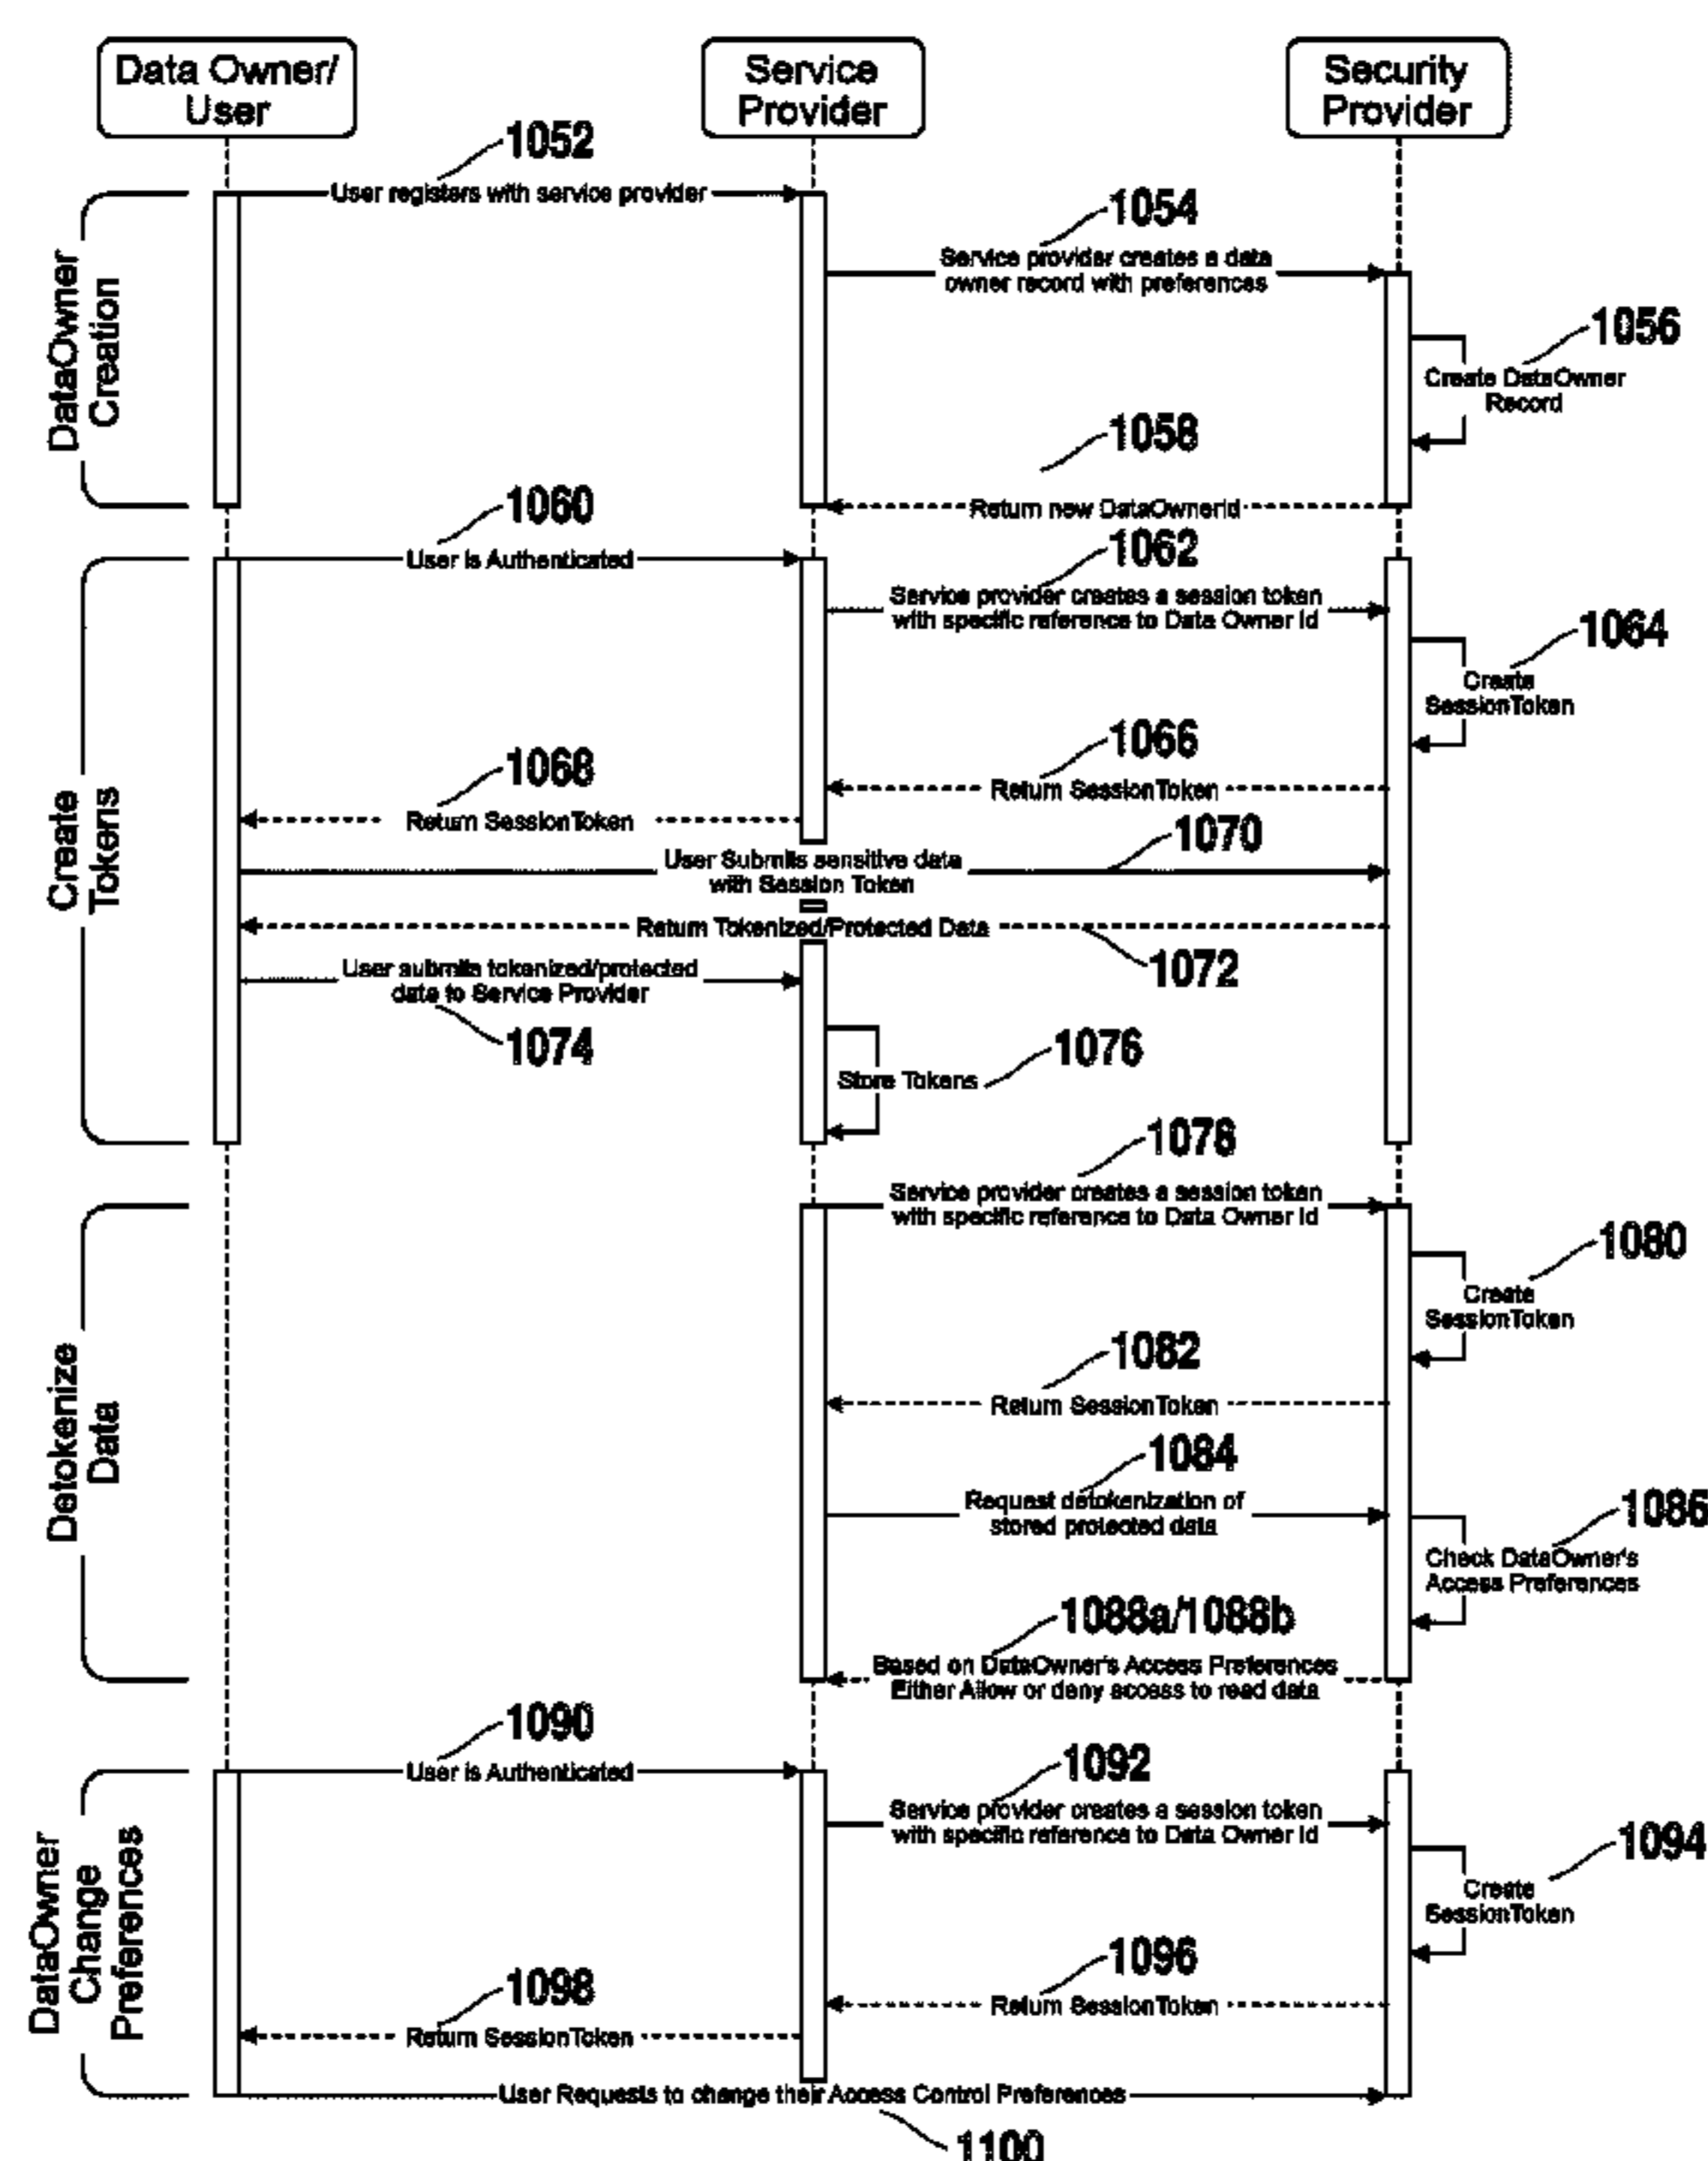 Data Owner/
User
Service
Provider
Security
Provider
1052
User registers with service provider
1054
Service provider creates a data
owner record with preferences
1056
Create DataOwner
Record
1058
Return new DataOwnerId
DataOwner
Creation
1060
User is Authenticated
1062
Service provider creates a session token
with specific reference to Data Owner Id
1064
Create
SessionToken
1066
Return SessionToken
1068
Return SessionToken
1070
User Submits sensitive data
with Session Token
Return Tokenized/Protected Data
1072
User submits tokenized/protected
data to Service Provider
1074
1076
Store Tokens
Create
Tokens
1078
Service provider creates a session token
with specific reference to Data Owner Id
1080
Create
SessionToken
1082
Return SessionToken
1084
Request detokenization of
stored protected data
1086
Check DataOwner's
Access Preferences
1088a/1088b
Based on DataOwner's Access Preferences
Either Allow or deny access to read data
Detokenize
Data
1090
User is Authenticated
1092
Service provider creates a session token
with specific reference to Data Owner Id
1094
Create
SessionToken
1096
Return SessionToken
1098
Return SessionToken
User Requests to change their Access Control Preferences
1100
DataOwner
Change
Preferences